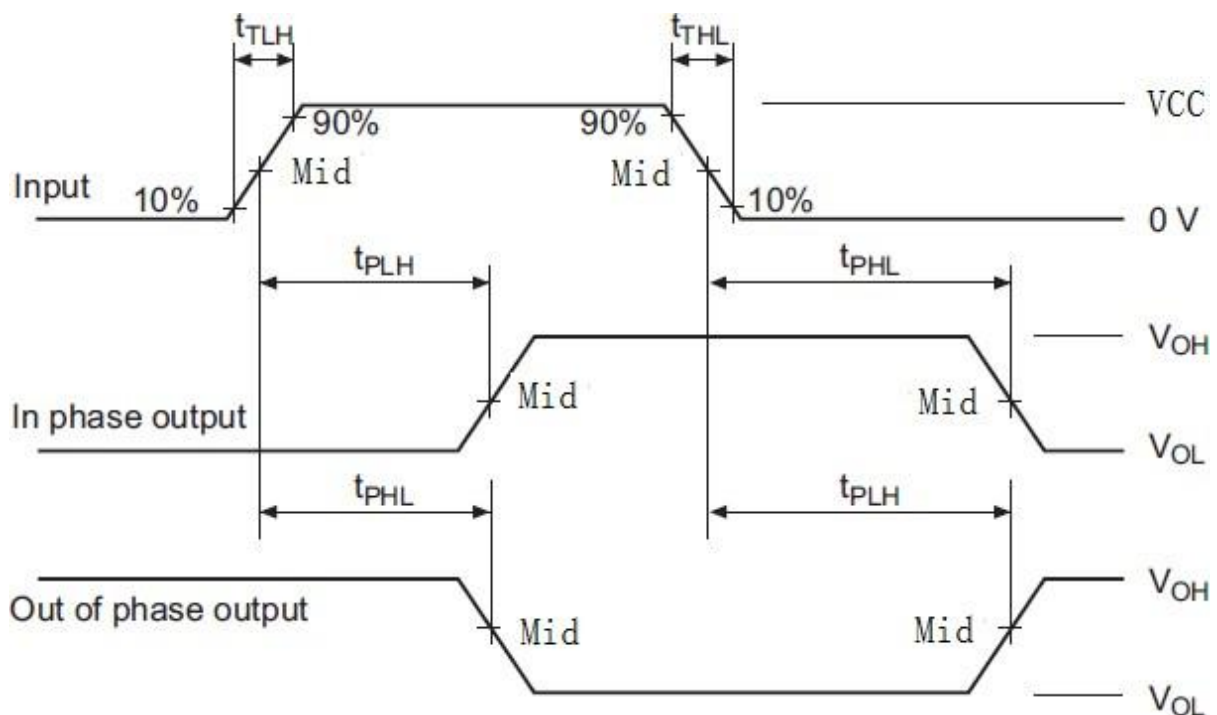 tTLH
tTHL
VCC
90%
90%
Mid
Mid
Input
10%
10%
0 V
tPLH
tPHL
VOH
Mid
Mid
In phase output
VOL
tPHL
tPLH
VOH
Out of phase output
Mid
Mid
VOL